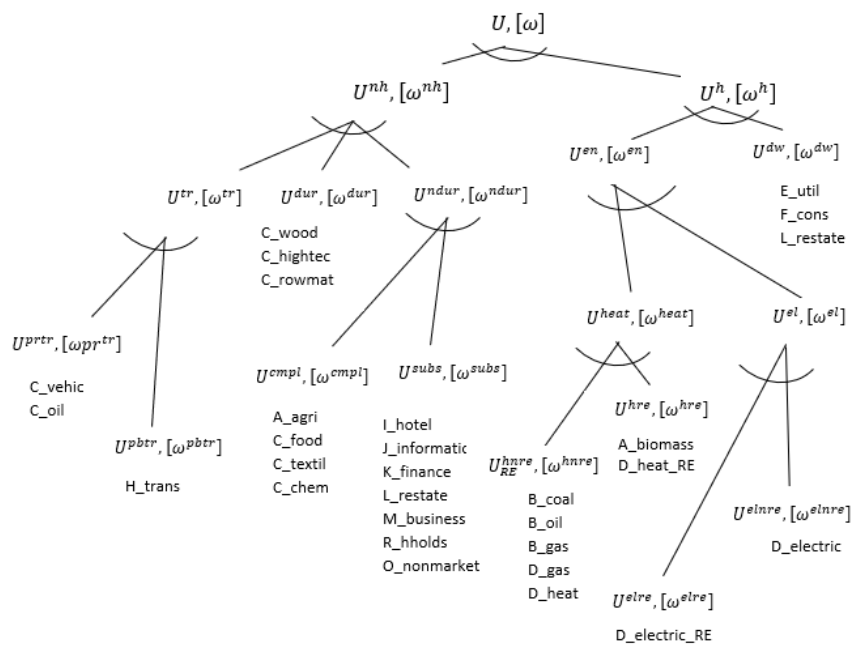 U, [ω]
U^{nh}, [ω^{nh}]
U^{h}, [ω^{h}]
U^{tr}, [ω^{tr}]
U^{dur}, [ω^{dur}]
C_wood
C_hightec
C_rowmat
U^{ndur}, [ω^{ndur}]
U^{en}, [ω^{en}]
U^{dw}, [ω^{dw}]
E_util
F_cons
L_restate
U^{prtr}, [ωpr^{tr}]
C_vehic
C_oil
U^{pbtr}, [ω^{pbtr}]
H_trans
U^{cmpl}, [ω^{cmpl}]
A_agri
C_food
C_textil
C_chem
U^{subs}, [ω^{subs}]
I_hotel
J_informatic
K_finance
L_restate
M_business
R_hholds
O_nonmarket
U^{heat}, [ω^{heat}]
U^{el}, [ω^{el}]
U^{hnre}_{RE}, [ω^{hnre}]
B_coal
B_oil
B_gas
D_gas
D_heat
U^{hre}, [ω^{hre}]
A_biomass
D_heat_RE
U^{elre}, [ω^{elre}]
D_electric_RE
U^{elnre}, [ω^{elnre}]
D_electric